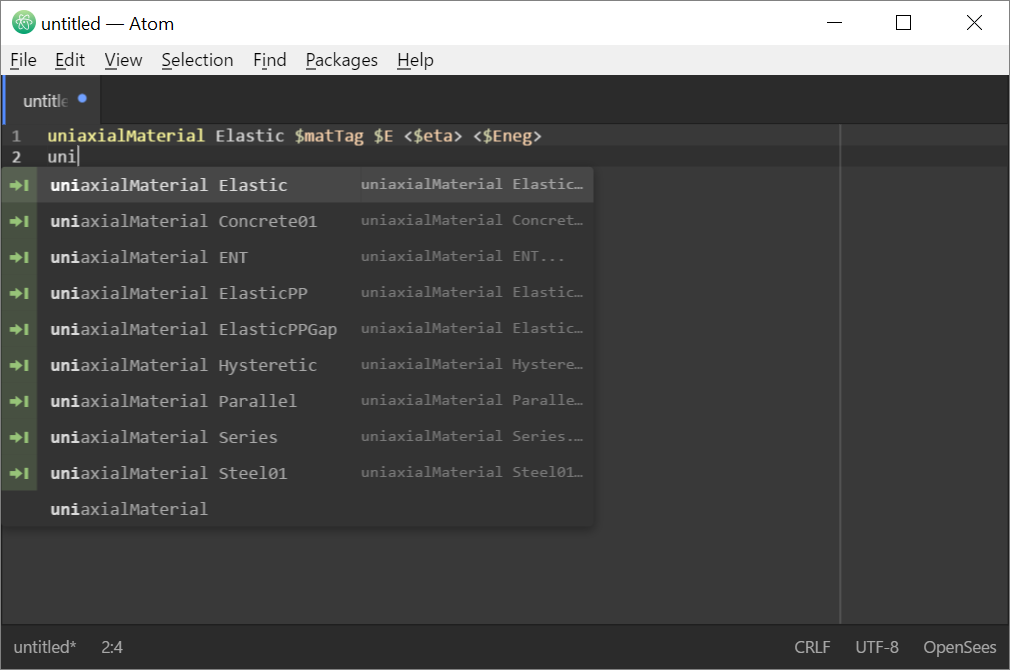 untitled — Atom
File Edit View Selection Find Packages Help
untitle
1 uniaxialMaterial Elastic $matTag $E <$eta> <$Eneg>
2 uni
uniaxialMaterial Elastic uniaxialMaterial Elastic…
uniaxialMaterial Concrete01 uniaxialMaterial Concret…
uniaxialMaterial ENT uniaxialMaterial ENT...
uniaxialMaterial ElasticPP uniaxialMaterial Elastic…
uniaxialMaterial ElasticPPGap uniaxialMaterial Elastic…
uniaxialMaterial Hysteretic uniaxialMaterial Hystere…
uniaxialMaterial Parallel uniaxialMaterial Paralle…
uniaxialMaterial Series uniaxialMaterial Series.…
uniaxialMaterial Steel01 uniaxialMaterial Steel01…
uniaxialMaterial
untitled* 2:4 CRLF UTF-8 OpenSees